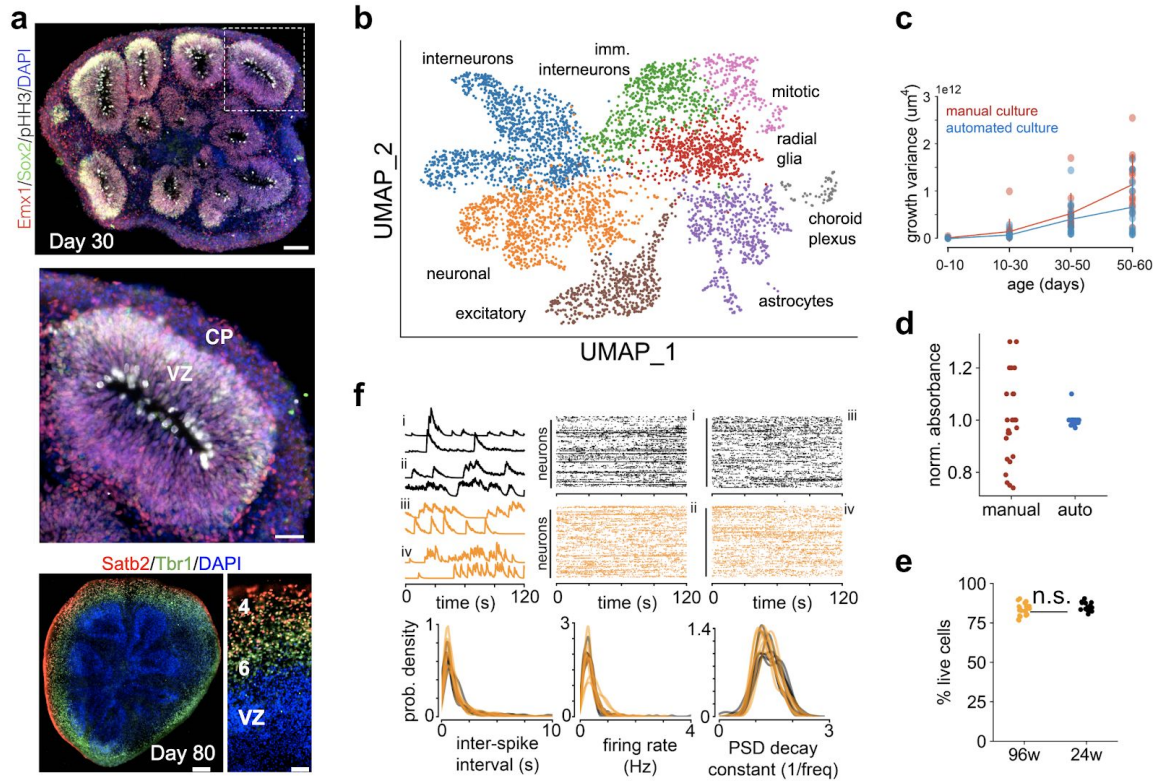 a
Emx1/Sox2/pHH3/DAPI
Day 30
CP
VZ
Satb2/Tbr1/DAPI
4
6
VZ
Day 80
b
UMAP_2
interneurons
imm.
interneurons
mitotic
radial
glia
choroid
plexus
astrocytes
neuronal
excitatory
UMAP_1
c
1e12
growth variance (um⁴)
3
2
1
0
manual culture
automated culture
0-10 10-30 30-50 50-60
age (days)
d
norm. absorbance
1.2
1.0
0.8
manual auto
e
% live cells
100
75
50
25
0
n.s.
96w 24w
f
i
ii
iii
iv
0 time (s) 120
neurons
i
neurons
ii
0 time (s) 120
iii
iv
0 time (s) 120
prob. density
1
0
0 10
inter-spike
interval (s)
3
0
0 4
firing rate
(Hz)
1.4
0
0 3
PSD decay
constant (1/freq)